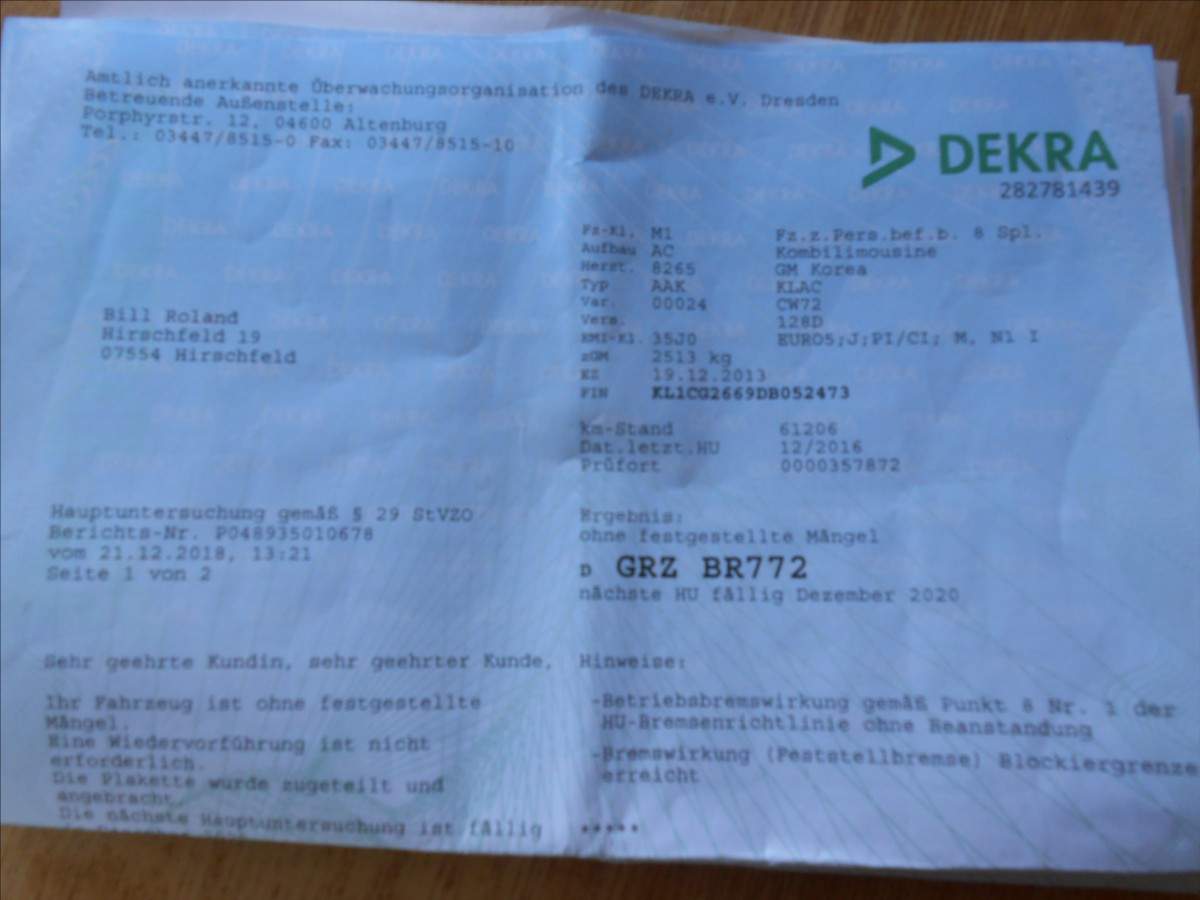 Amtlich anerkannte Überwachungsorganisation des DEKRA e.V. Dresden
Betreuende Außenstelle:
Porphyrstr. 12, 04600 Altenburg
Tel.: 03447/8515-0 Fax: 03447/8515-10
DEKRA
282781439
Fz-Kl. M1 Fz.z.Pers.bef.b. 8 Spl.
Aufbau AC Kombilimousine
Herst. 8265 GM Korea
Typ AAK KLAC
Var. 00024 CW72
Vers. 128D
EMI-Kl. 35J0 EURO5;J;PI/CI; M, N1 I
zGM 2513 kg
EZ 19.12.2013
FIN KL1CG2669DB052473
Bill Roland
Hirschfeld 19
07554 Hirschfeld
km-Stand 61206
Dat.letzt.HU 12/2016
Prüfort 0000357872
Hauptuntersuchung gemäß § 29 StVZO
Berichts-Nr. P048935010678
vom 21.12.2018, 13:21
Seite 1 von 2
Ergebnis:
ohne festgestellte Mängel
D GRZ BR772
nächste HU fällig Dezember 2020
Sehr geehrte Kundin, sehr geehrter Kunde,
Ihr Fahrzeug ist ohne festgestellte
Mängel.
Eine Wiedervorführung ist nicht
erforderlich.
Die Plakette wurde zugeteilt und
angebracht.
Die nächste Hauptuntersuchung ist fällig
Hinweise:
-Betriebsbremswirkung gemäß Punkt 8 Nr. 1 der
HU-Bremsenrichtlinie ohne Beanstandung
-Bremswirkung (Feststellbremse) Blockiergrenze
erreicht
*****